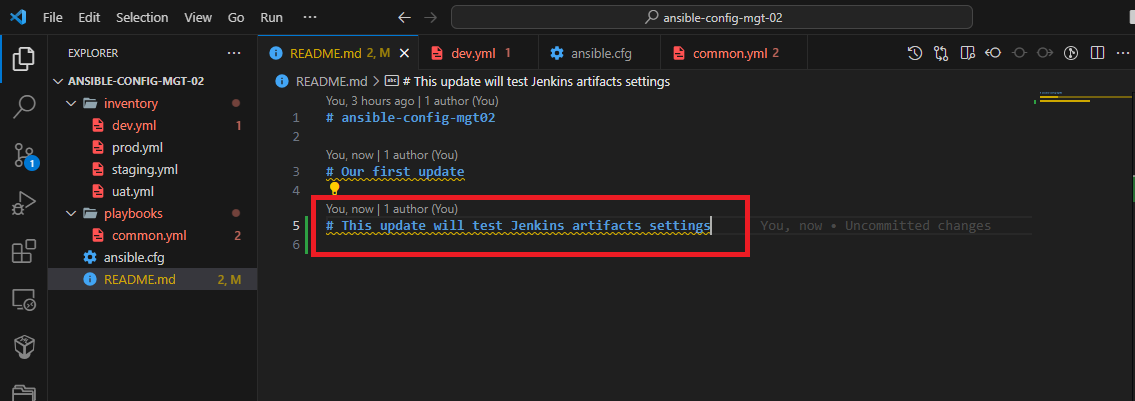 File Edit Selection View Go Run ··· ansible-config-mgt-02
EXPLORER ···
ANSIBLE-CONFIG-MGT-02
inventory
dev.yml 1
prod.yml
staging.yml
uat.yml
playbooks
common.yml 2
ansible.cfg
README.md 2, M
1
README.md 2, M dev.yml 1 ansible.cfg common.yml 2
README.md > # This update will test Jenkins artifacts settings
You, 3 hours ago | 1 author (You)
1 # ansible-config-mgt02
2
You, now | 1 author (You)
3 # Our first update
4
You, now | 1 author (You)
5 # This update will test Jenkins artifacts settings You, now • Uncommitted changes
6